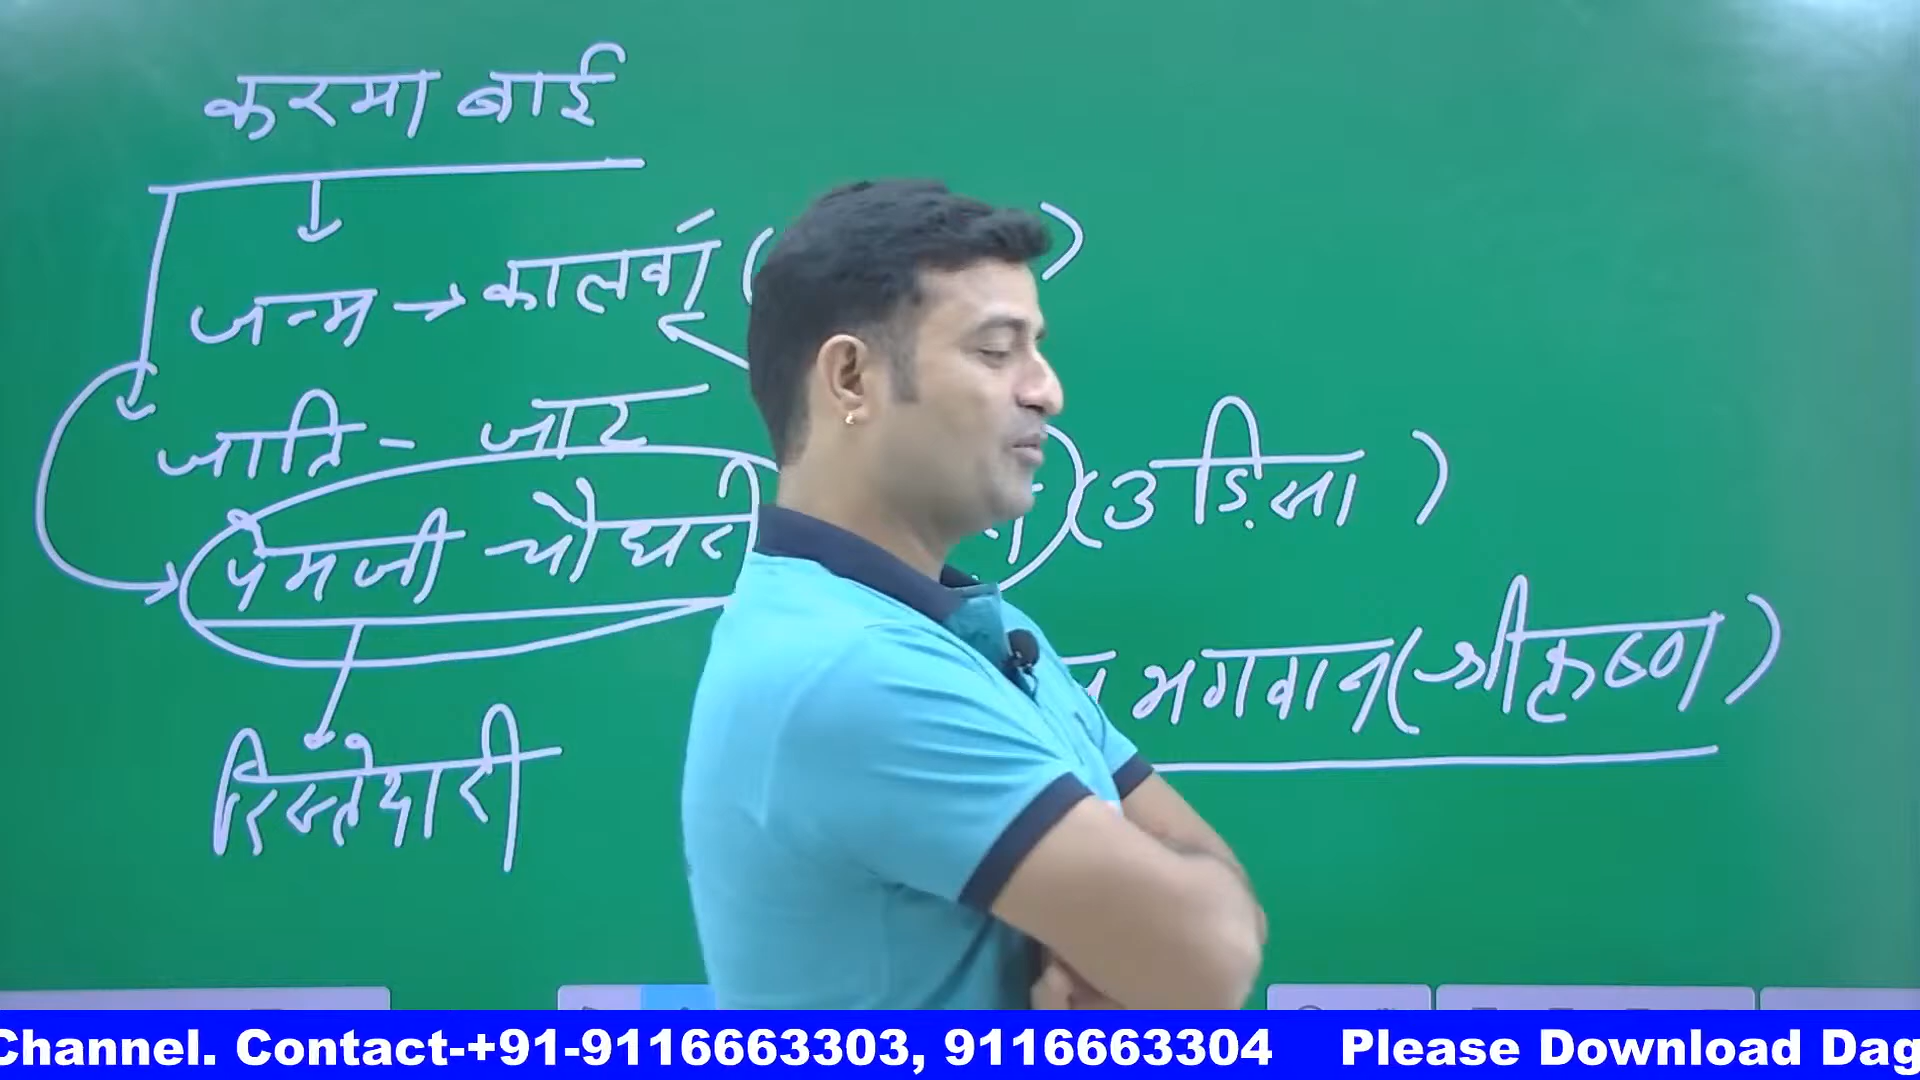 करमा बाई
जन्म → कालवां ( )
जाति - जाट
प्रेमजी चौधरी (उड़िसा)
भगवान (श्रीकृष्ण)
रिस्तेदारी
Channel. Contact-+91-9116663303, 9116663304 Please Download Dag